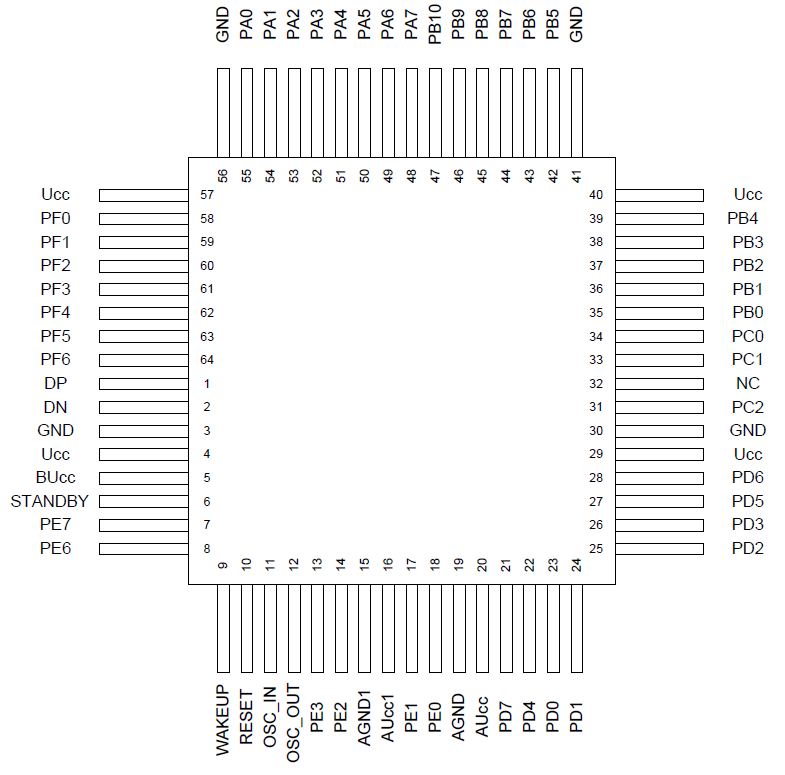 GND PA0 PA1 PA2 PA3 PA4 PA5 PA6 PA7 PB10 PB9 PB8 PB7 PB6 PB5 GND
56 55 54 53 52 51 50 49 48 47 46 45 44 43 42 41
Ucc 57 40 Ucc
PF0 58 39 PB4
PF1 59 38 PB3
PF2 60 37 PB2
PF3 61 36 PB1
PF4 62 35 PB0
PF5 63 34 PC0
PF6 64 33 PC1
DP 1 32 NC
DN 2 31 PC2
GND 3 30 GND
Ucc 4 29 Ucc
BUcc 5 28 PD6
STANDBY 6 27 PD5
PE7 7 26 PD3
PE6 8 25 PD2
9 10 11 12 13 14 15 16 17 18 19 20 21 22 23 24
WAKEUP RESET OSC_IN OSC_OUT PE3 PE2 AGND1 AUcc1 PE1 PE0 AGND AUcc PD7 PD4 PD0 PD1